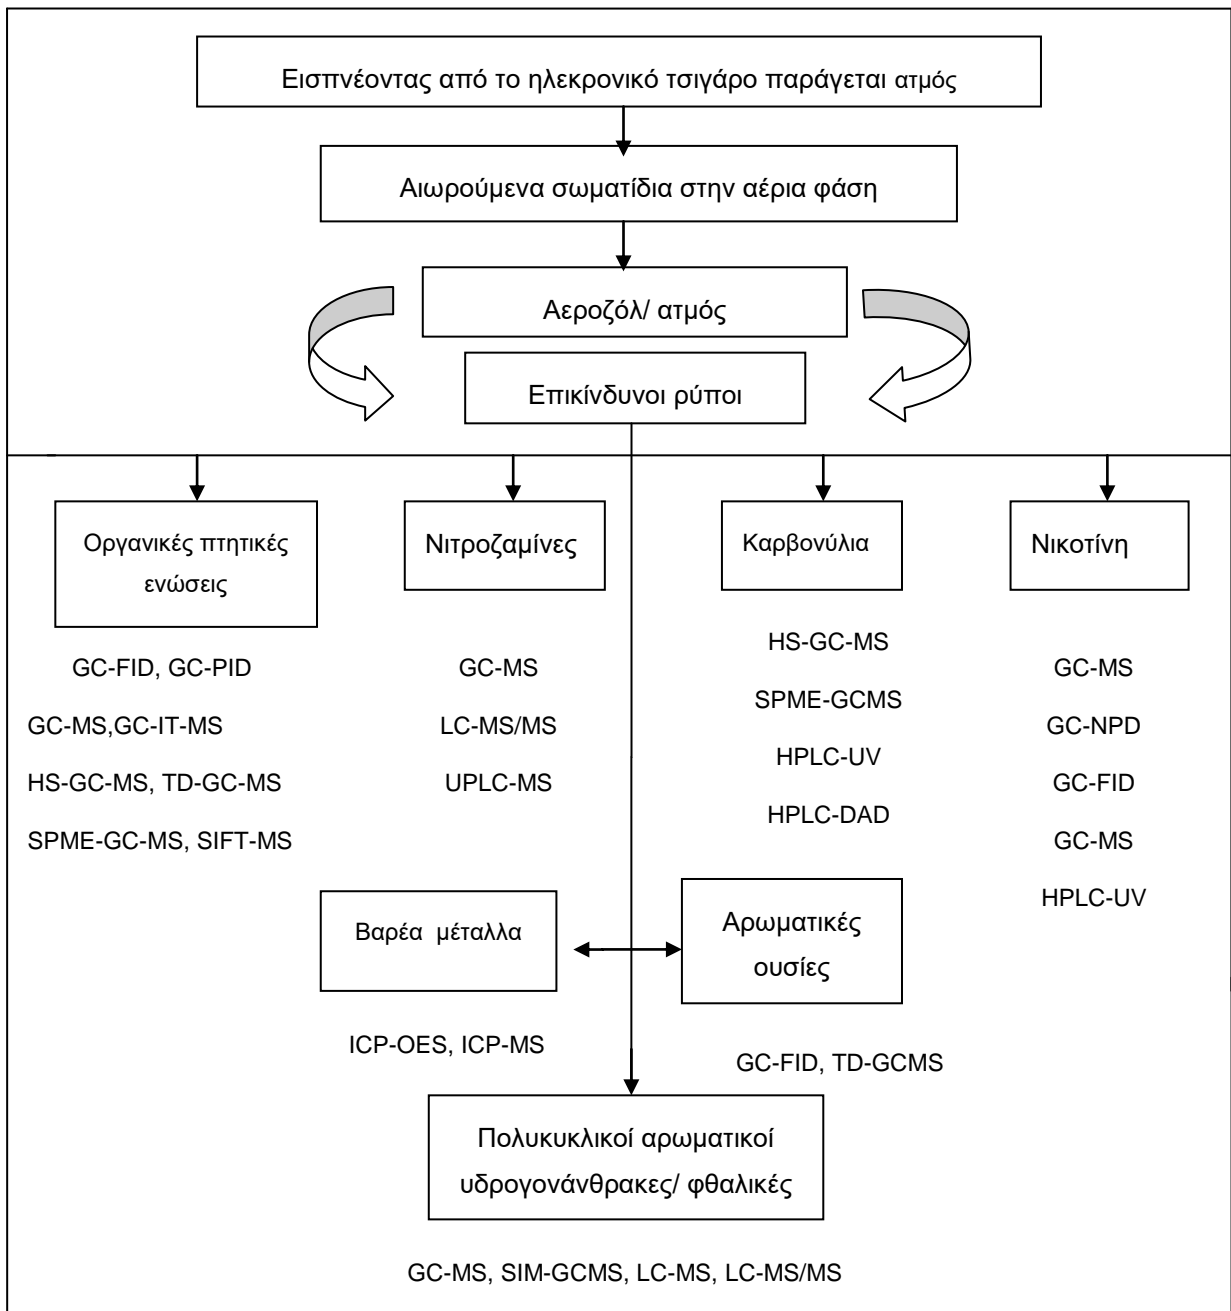 Εισπνέοντας από το ηλεκρονικό τσιγάρο παράγεται ατμός
Αιωρούμενα σωματίδια στην αέρια φάση
Αεροζόλ/ ατμός
Επικίνδυνοι ρύποι
Οργανικές πτητικές
ενώσεις
GC-FID, GC-PID
GC-MS,GC-IT-MS
HS-GC-MS, TD-GC-MS
SPME-GC-MS, SIFT-MS
Νιτροζαμίνες
GC-MS
LC-MS/MS
UPLC-MS
Καρβονύλια
HS-GC-MS
SPME-GCMS
HPLC-UV
HPLC-DAD
Νικοτίνη
GC-MS
GC-NPD
GC-FID
GC-MS
HPLC-UV
Βαρέα μέταλλα
ICP-OES, ICP-MS
Αρωματικές
ουσίες
GC-FID, TD-GCMS
Πολυκυκλικοί αρωματικοί
υδρογονάνθρακες/ φθαλικές
GC-MS, SIM-GCMS, LC-MS, LC-MS/MS